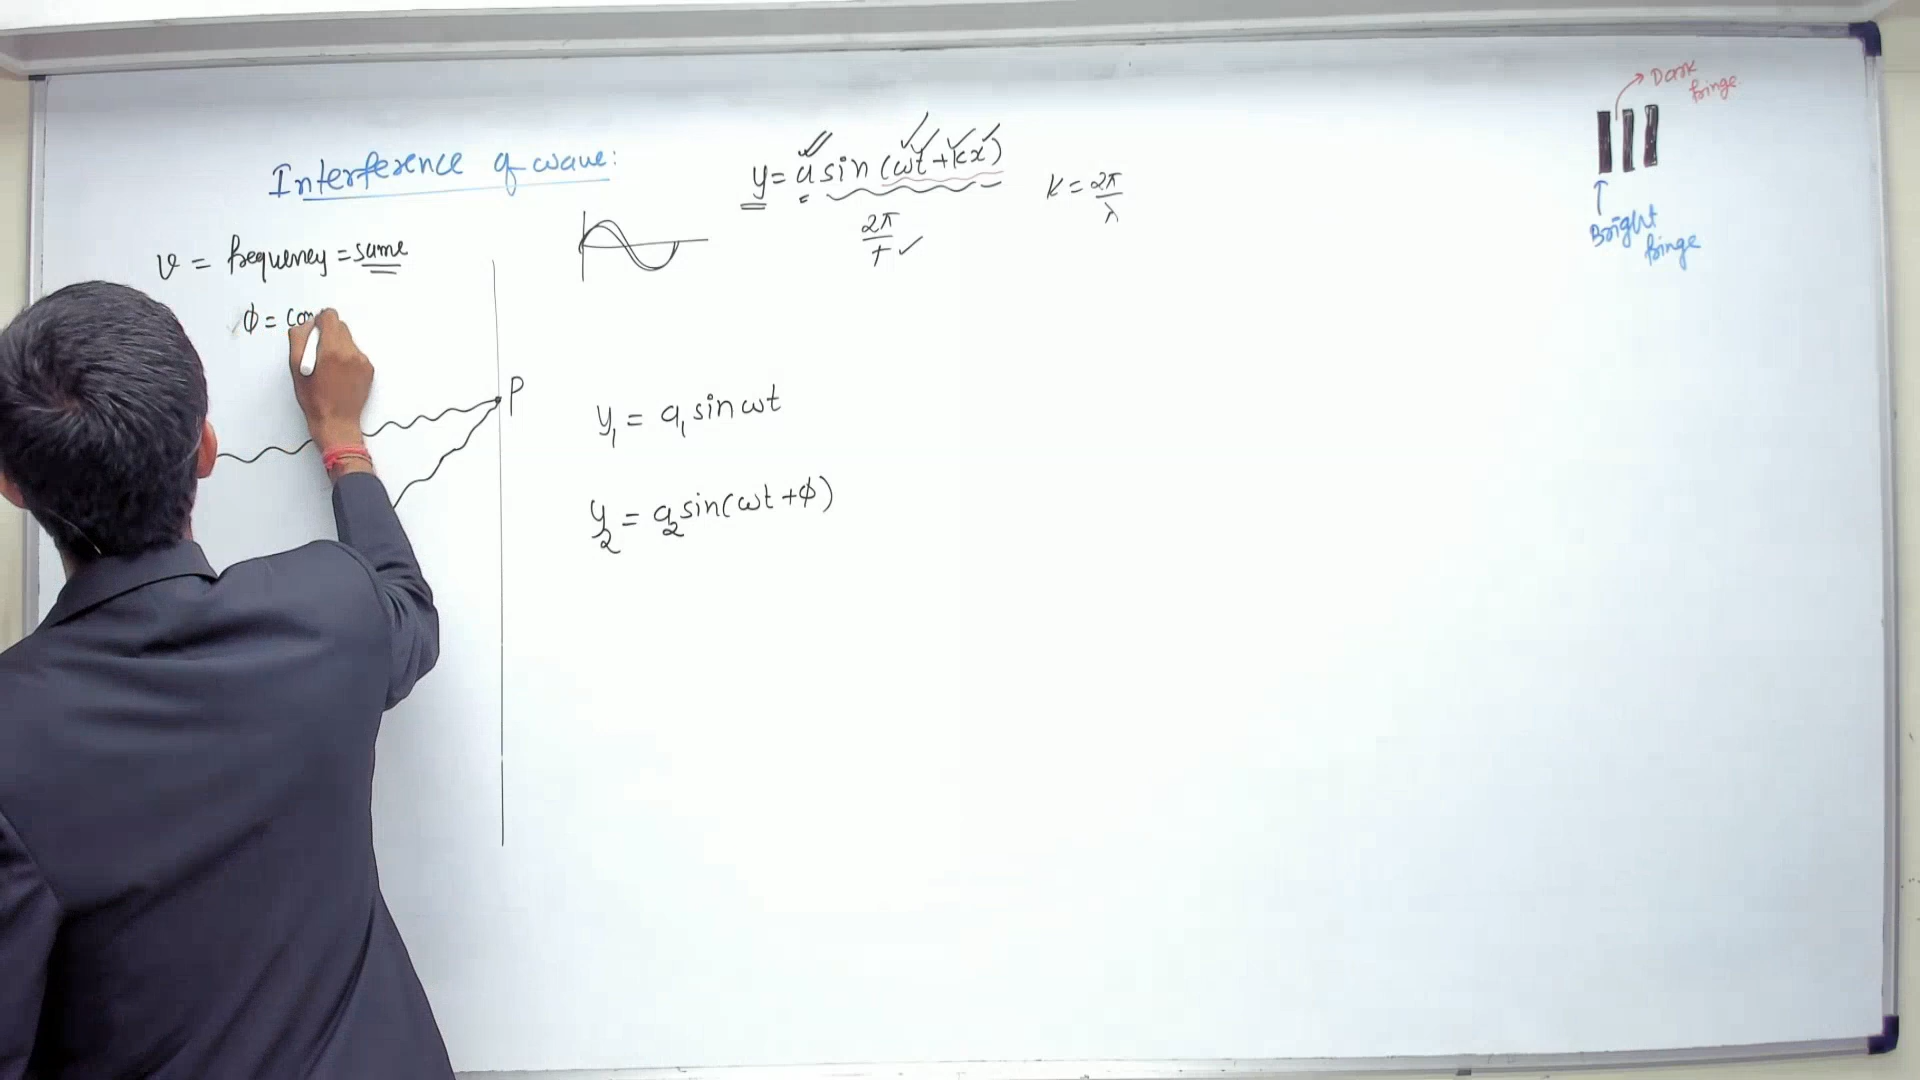 Interference of wave:
y = a sin (ωt + kx)
2π
T
k = 2π
λ
ν = frequency = same
φ = con
P
y₁ = a₁ sin ωt
y₂ = a₂ sin(ωt + φ)
Dark
fringe
Bright
fringe